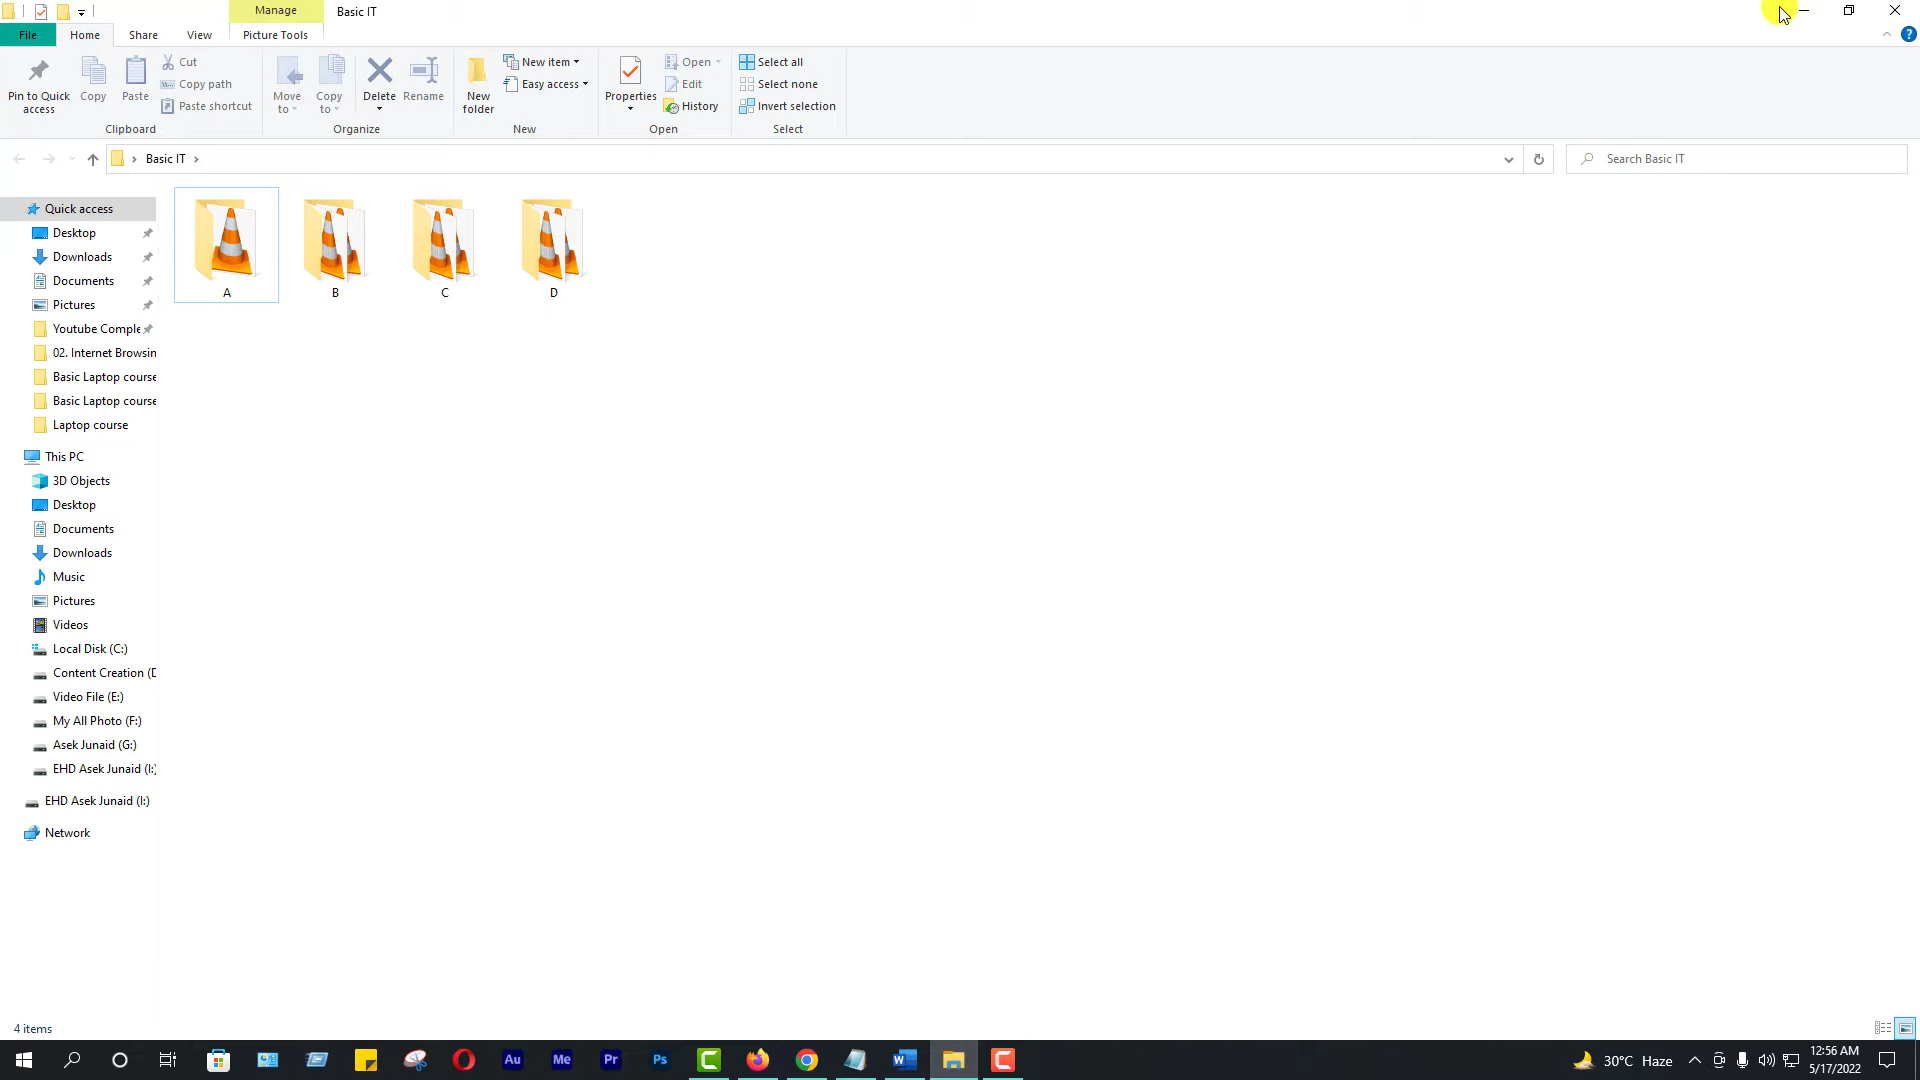 Manage
Basic IT
File
Home
Share
View
Picture Tools
Pin to Quick access
Copy
Paste
Cut
Copy path
Paste shortcut
Clipboard
Move to
Copy to
Delete
Rename
Organize
New folder
New item
Easy access
New
Properties
Open
Edit
History
Open
Select all
Select none
Invert selection
Select
Basic IT
Search Basic IT
Quick access
Desktop
Downloads
Documents
Pictures
Youtube Comple
02. Internet Browsin
Basic Laptop course
Basic Laptop course
Laptop course
This PC
3D Objects
Desktop
Documents
Downloads
Music
Pictures
Videos
Local Disk (C:)
Content Creation (D
Video File (E:)
My All Photo (F:)
Asek Junaid (G:)
EHD Asek Junaid (I:)
EHD Asek Junaid (I:)
Network
A
B
C
D
4 items
Au
Me
Pr
Ps
30°C Haze
12:56 AM
5/17/2022